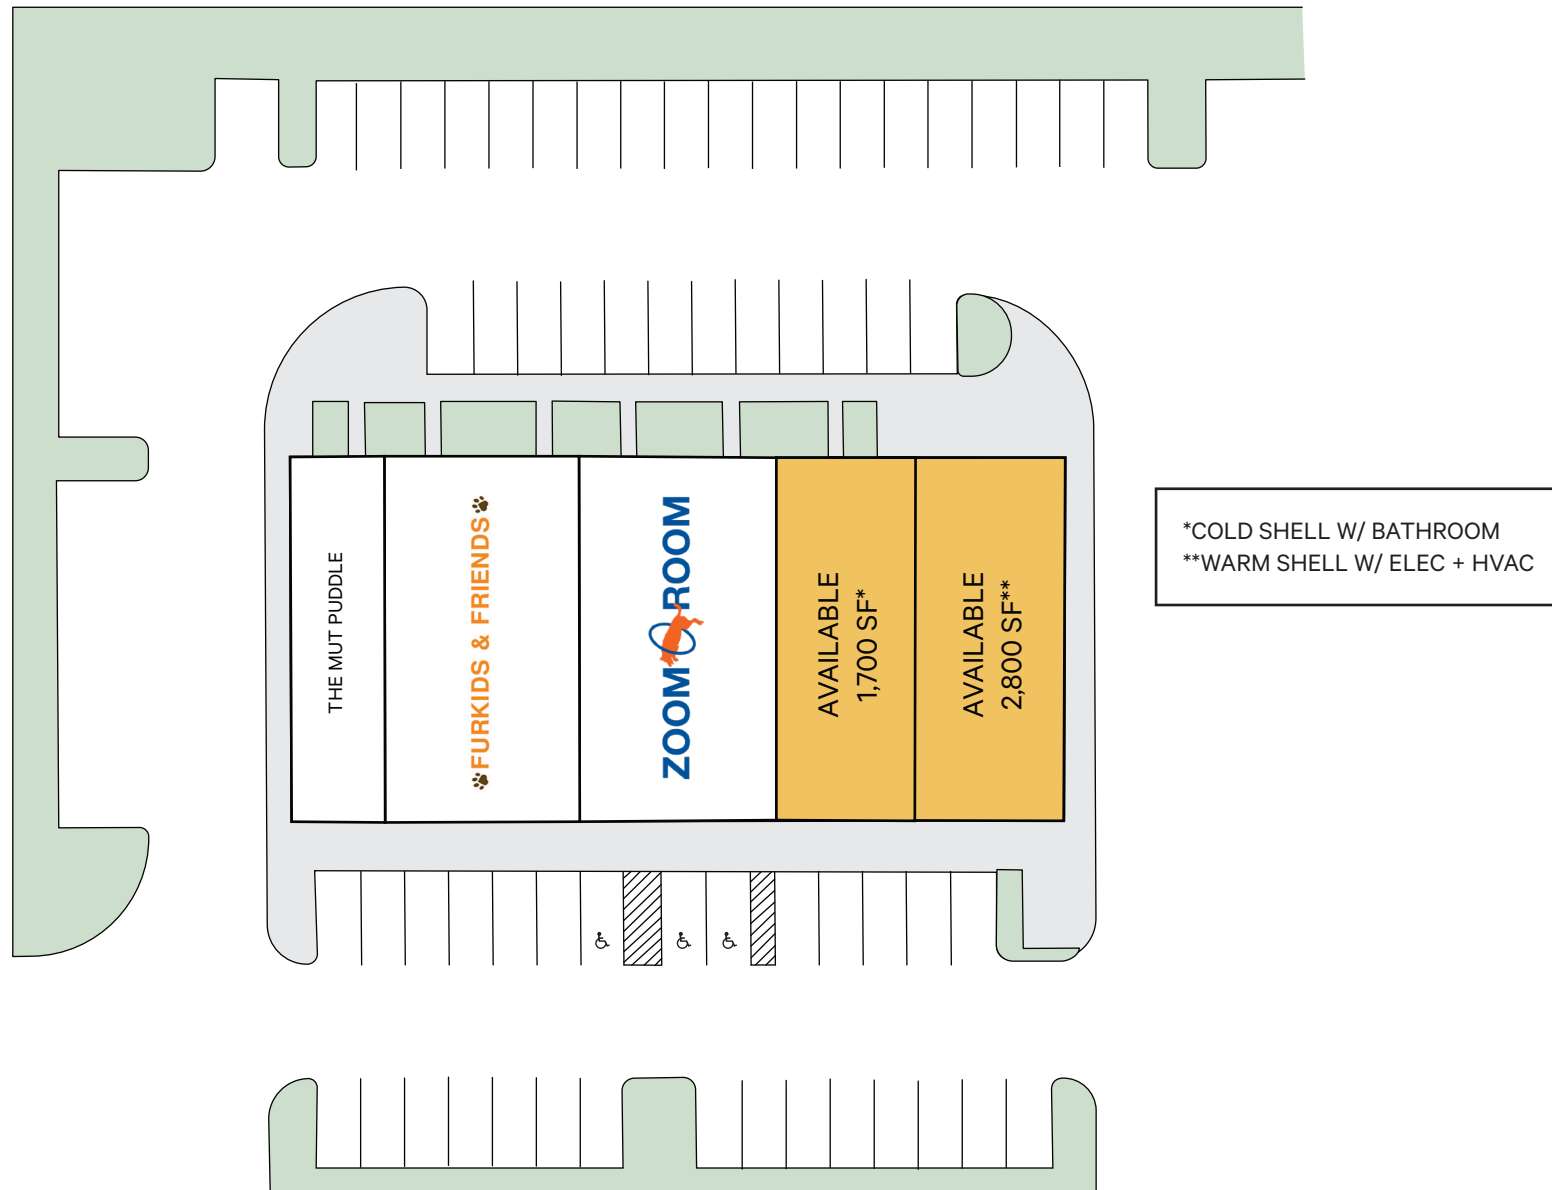 THE MUT PUDDLE
FURKIDS & FRIENDS
ZOOM ROOM
AVAILABLE
1,700 SF*
AVAILABLE
2,800 SF**
*COLD SHELL W/ BATHROOM
**WARM SHELL W/ ELEC + HVAC